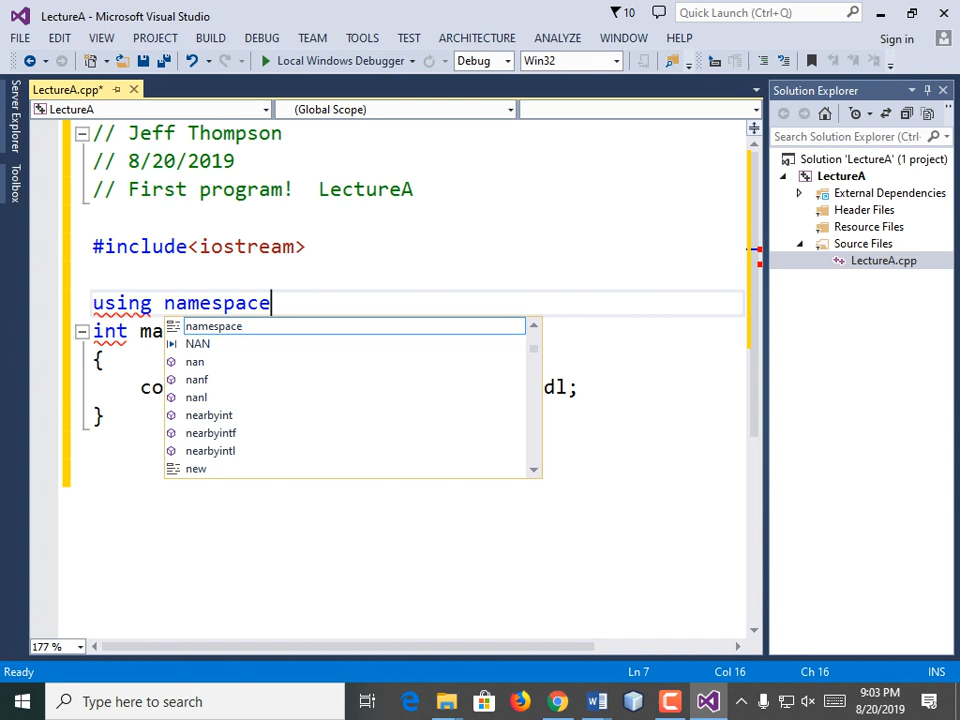 LectureA - Microsoft Visual Studio
10
Quick Launch (Ctrl+Q)
FILE EDIT VIEW PROJECT BUILD DEBUG TEAM TOOLS TEST ARCHITECTURE ANALYZE WINDOW HELP
Sign in
Local Windows Debugger
Debug
Win32
Server Explorer
Toolbox
LectureA.cpp*
LectureA
(Global Scope)
// Jeff Thompson
// 8/20/2019
// First program!  LectureA
#include<iostream>
using namespace
int ma
{
co
dl;
}
namespace
NAN
nan
nanf
nanl
nearbyint
nearbyintf
nearbyintl
new
177 %
Solution Explorer
Search Solution Explorer (Ctrl+
Solution 'LectureA' (1 project)
LectureA
External Dependencies
Header Files
Resource Files
Source Files
LectureA.cpp
Ready
Ln 7
Col 16
Ch 16
INS
Type here to search
9:03 PM
8/20/2019